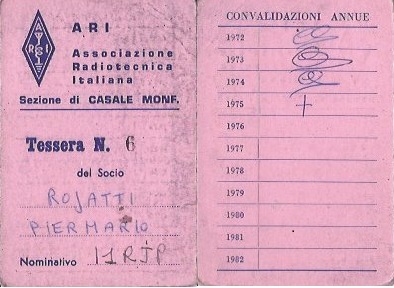 ARI
Associazione
Radiotecnica
Italiana
Sezione di CASALE MONF.
Tessera N. 6
del Socio
ROJATTI
PIERMARIO
Nominativo I1RJP
CONVALIDAZIONI ANNUE
1972
1973
1974
1975
1976
1977
1978
1979
1980
1981
1982